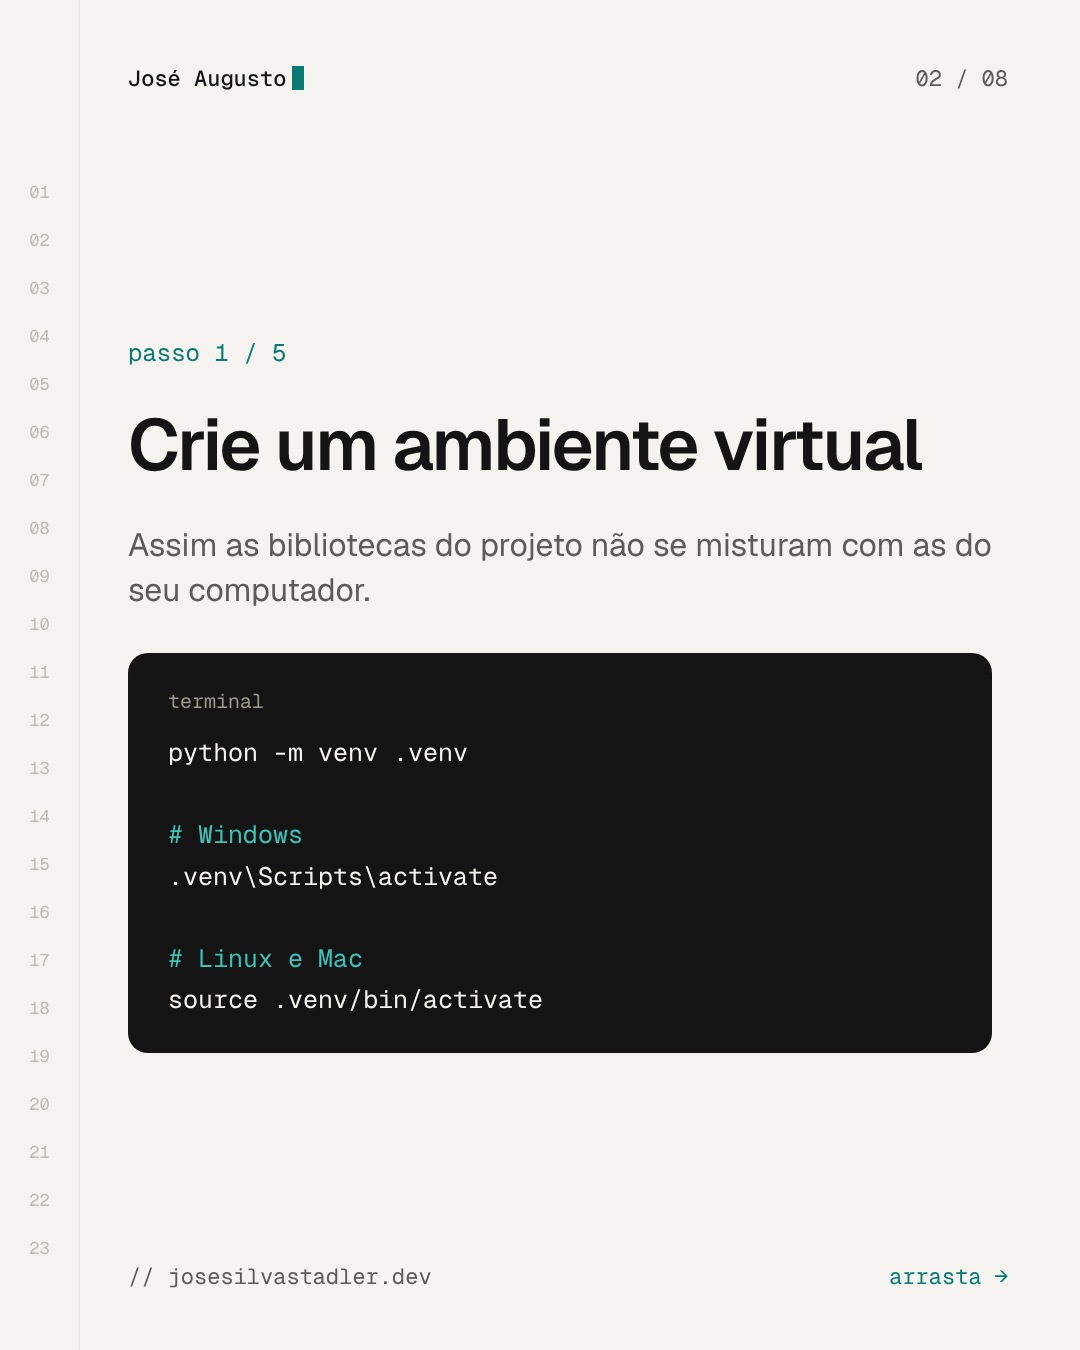 José Augusto
02 / 08
01
02
03
04
05
06
07
08
09
10
11
12
13
14
15
16
17
18
19
20
21
22
23
passo 1 / 5
Crie um ambiente virtual
Assim as bibliotecas do projeto não se misturam com as do
seu computador.
terminal
python -m venv .venv
# Windows
.venv\Scripts\activate
# Linux e Mac
source .venv/bin/activate
// josesilvastadler.dev
arrasta →